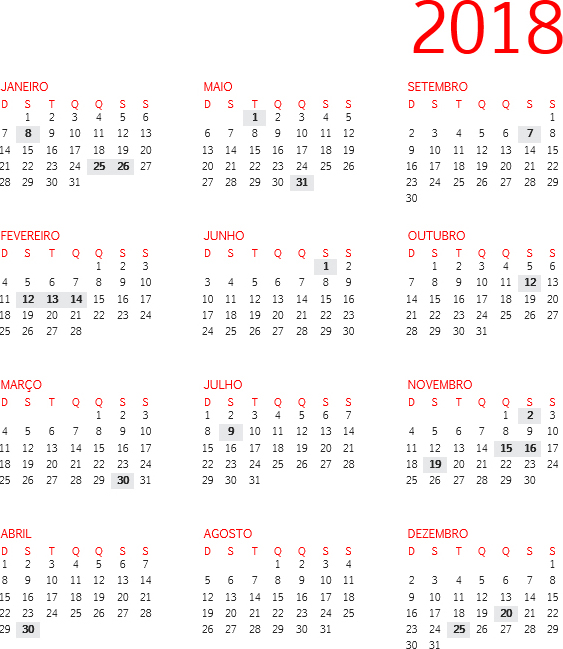 2018
JANEIRO
D S T Q Q S S
1 2 3 4 5 6
7 8 9 10 11 12 13
14 15 16 17 18 19 20
21 22 23 24 25 26 27
28 29 30 31
FEVEREIRO
D S T Q Q S S
1 2 3
4 5 6 7 8 9 10
11 12 13 14 15 16 17
18 19 20 21 22 23 24
25 26 27 28
MARÇO
D S T Q Q S S
1 2 3
4 5 6 7 8 9 10
11 12 13 14 15 16 17
18 19 20 21 22 23 24
25 26 27 28 29 30 31
ABRIL
D S T Q Q S S
1 2 3 4 5 6 7
8 9 10 11 12 13 14
15 16 17 18 19 20 21
22 23 24 25 26 27 28
29 30
MAIO
D S T Q Q S S
1 2 3 4 5
6 7 8 9 10 11 12
13 14 15 16 17 18 19
20 21 22 23 24 25 26
27 28 29 30 31
JUNHO
D S T Q Q S S
1 2
3 4 5 6 7 8 9
10 11 12 13 14 15 16
17 18 19 20 21 22 23
24 25 26 27 28 29 30
JULHO
D S T Q Q S S
1 2 3 4 5 6 7
8 9 10 11 12 13 14
15 16 17 18 19 20 21
22 23 24 25 26 27 28
29 30 31
AGOSTO
D S T Q Q S S
1 2 3 4
5 6 7 8 9 10 11
12 13 14 15 16 17 18
19 20 21 22 23 24 25
26 27 28 29 30 31
SETEMBRO
D S T Q Q S S
1
2 3 4 5 6 7 8
9 10 11 12 13 14 15
16 17 18 19 20 21 22
23 24 25 26 27 28 29
30
OUTUBRO
D S T Q Q S S
1 2 3 4 5 6
7 8 9 10 11 12 13
14 15 16 17 18 19 20
21 22 23 24 25 26 27
28 29 30 31
NOVEMBRO
D S T Q Q S S
1 2 3
4 5 6 7 8 9 10
11 12 13 14 15 16 17
18 19 20 21 22 23 24
25 26 27 28 29 30
DEZEMBRO
D S T Q Q S S
1
2 3 4 5 6 7 8
9 10 11 12 13 14 15
16 17 18 19 20 21 22
23 24 25 26 27 28 29
30 31